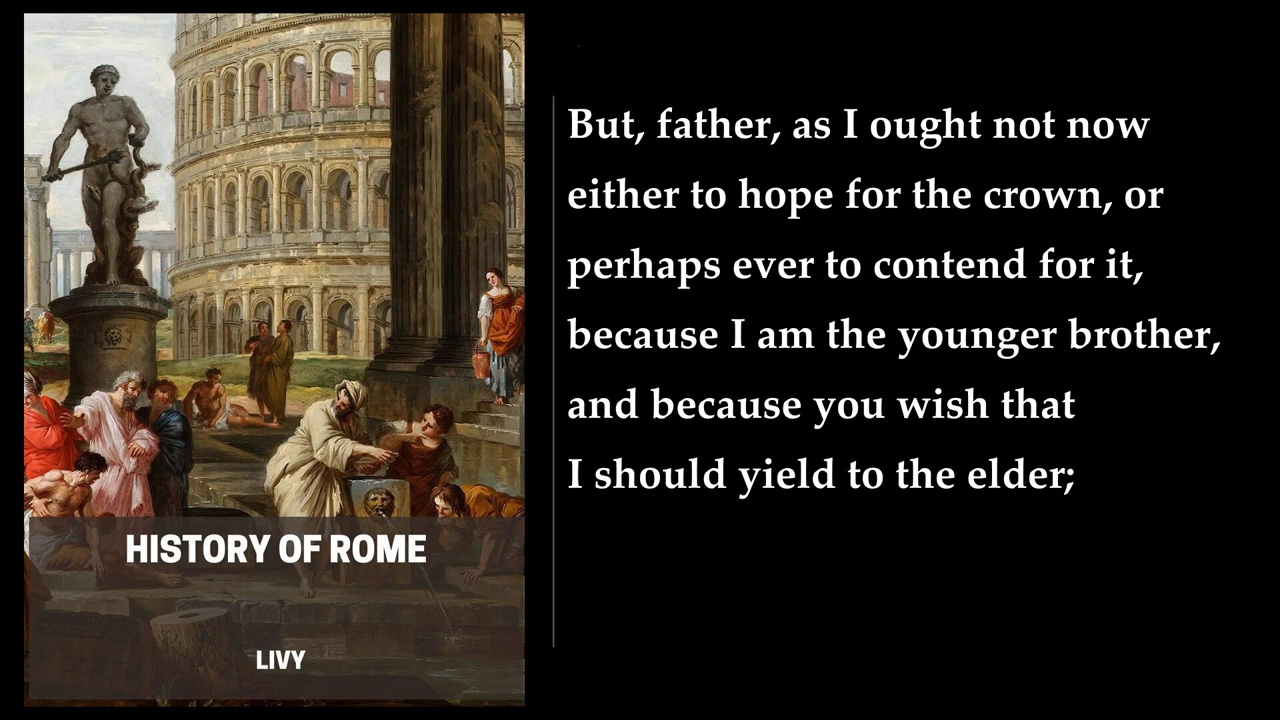 HISTORY OF ROME
LIVY
But, father, as I ought not now
either to hope for the crown, or
perhaps ever to contend for it,
because I am the younger brother,
and because you wish that
I should yield to the elder;